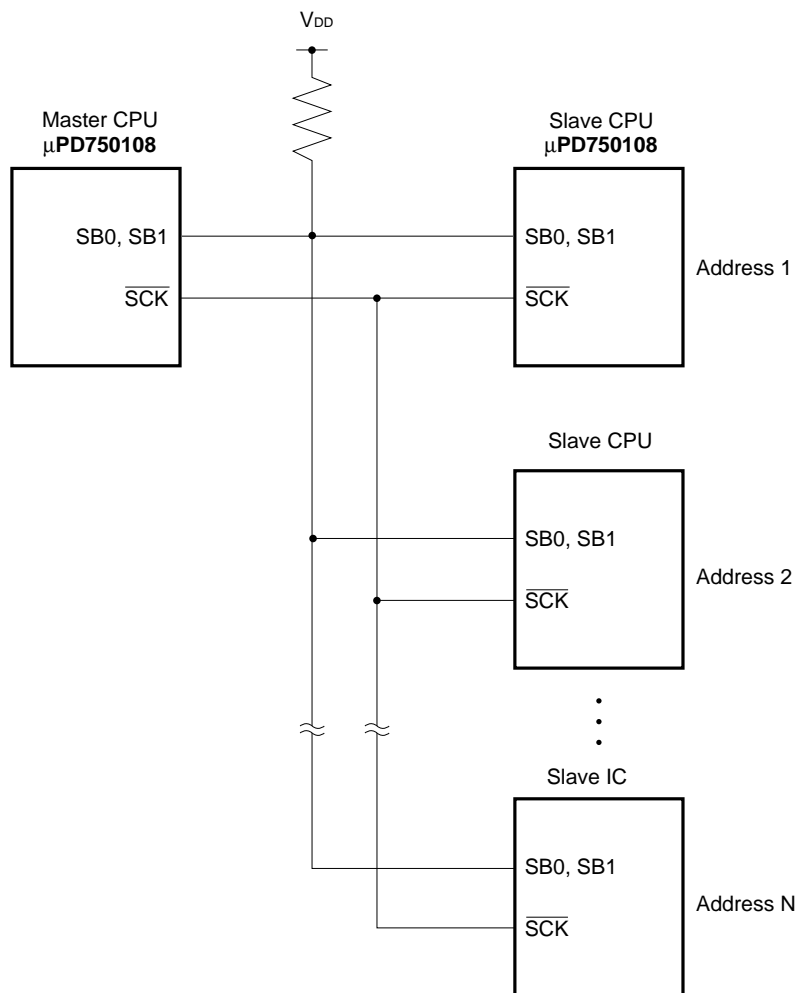 VDD
Master CPU
μPD750108
SB0, SB1
SCK
Slave CPU
μPD750108
SB0, SB1
SCK
Address 1
Slave CPU
SB0, SB1
SCK
Address 2
Slave IC
SB0, SB1
SCK
Address N